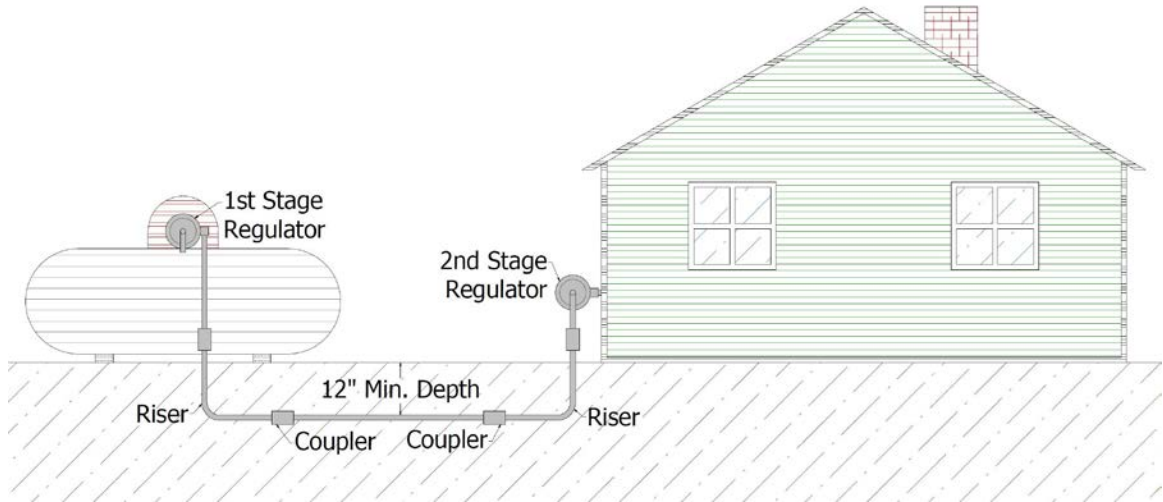 1st Stage
Regulator
2nd Stage
Regulator
12" Min. Depth
Riser
Coupler
Coupler
Riser